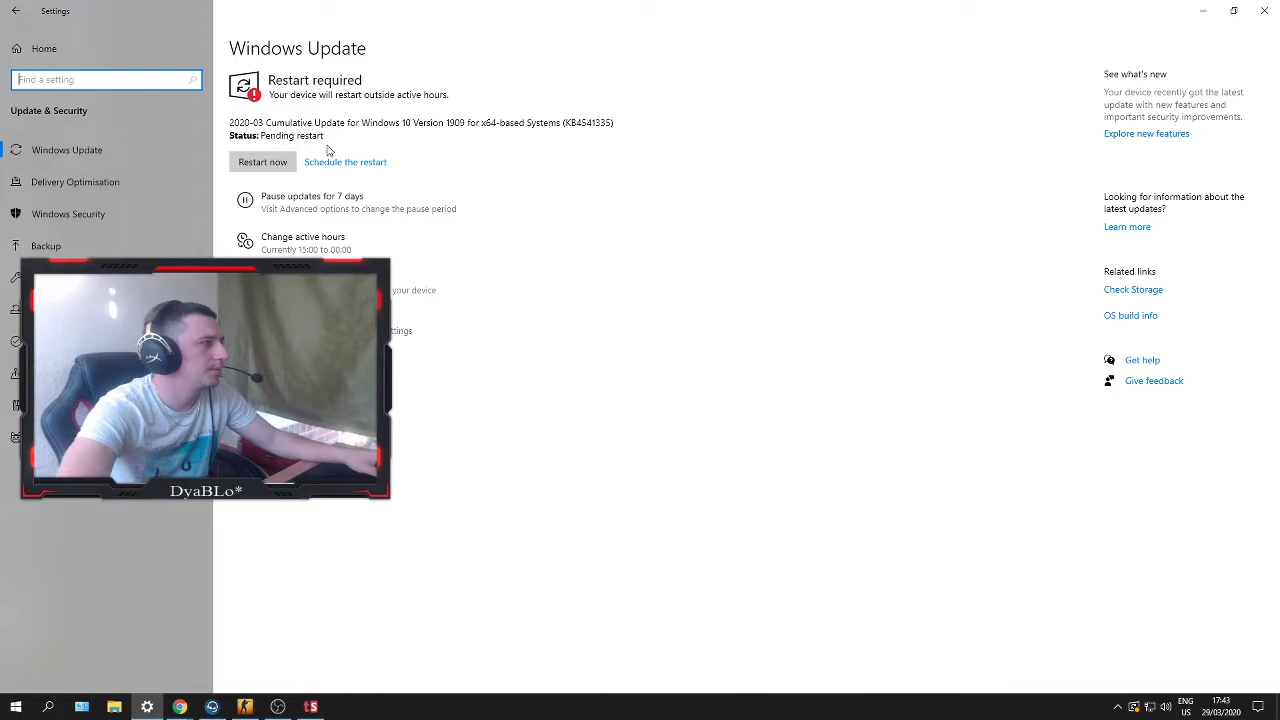 Settings
Home
Find a setting
Update & Security
Windows Update
Delivery Optimisation
Windows Security
Backup
Windows Update
Restart required
Your device will restart outside active hours.
2020-03 Cumulative Update for Windows 10 Version 1909 for x64-based Systems (KB4541335)
Status: Pending restart
Restart now
Schedule the restart
Pause updates for 7 days
Visit Advanced options to change the pause period
Change active hours
Currently 15:00 to 00:00
your device
ttings
See what's new
Your device recently got the latest
update with new features and
important security improvements.
Explore new features
Looking for information about the
latest updates?
Learn more
Related links
Check Storage
OS build info
Get help
Give feedback
DyaBLo*
tS
ENG
US
17:43
29/03/2020